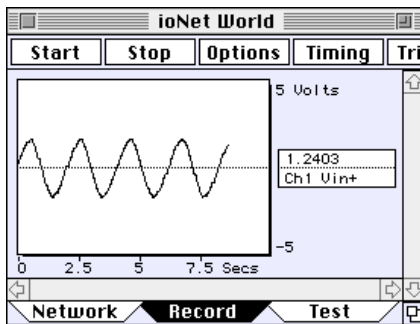 ioNet World
Start Stop Options Timing Tri
5 Volts
1.2403
Ch1 Vin+
-5
0 2.5 5 7.5 Secs
Network Record Test